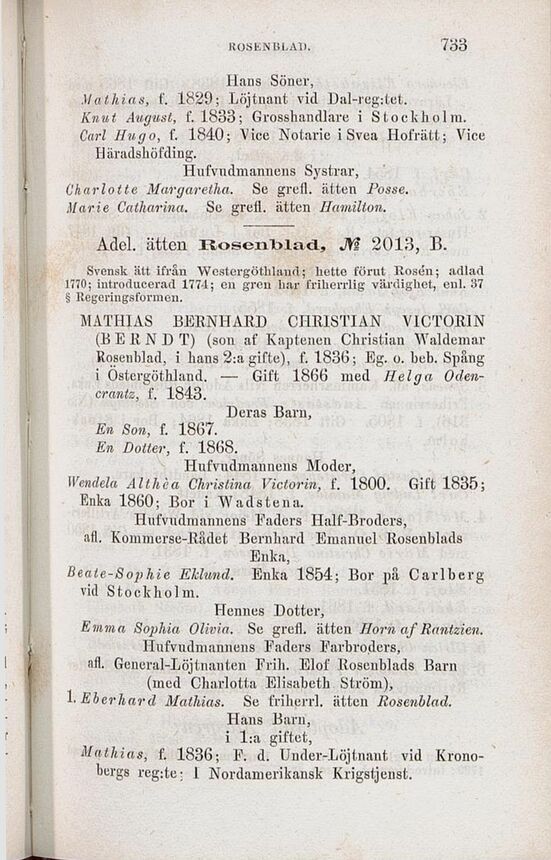 ROSENBLAD. 733
Hans Söner,
Mathias, f. 1829; Löjtnant vid Dal-reg:tet.
Knut August, f. 1833; Grosshandlare i Stockholm.
Carl Hugo, f. 1840; Vice Notarie i Svea Hofrätt; Vice
Häradshöfding.
Hufvudmannens Systrar,
Charlotte Margaretha. Se grefl. ätten Posse.
Marie Catharina. Se grefl. ätten Hamilton.
Adel. ätten Rosenblad, № 2013, B.
Svensk ätt ifrån Westergöthland; hette förut Rosén; adlad
1770; introducerad 1774; en gren har friherrlig värdighet, enl. 37
§ Regeringsformen.
MATHIAS BERNHARD CHRISTIAN VICTORIN
(BERNDT) (son af Kaptenen Christian Waldemar
Rosenblad, i hans 2:a gifte), f. 1836; Eg. o. beb. Spång
i Östergöthland. — Gift 1866 med Helga Oden-
crantz, f. 1843.
Deras Barn,
En Son, f. 1867.
En Dotter, f. 1868.
Hufvudmannens Moder,
Wendela Althéa Christina Victorin, f. 1800. Gift 1835;
Enka 1860; Bor i Wadstena.
Hufvudmannens Faders Half-Broders,
afl. Kommerse-Rådet Bernhard Emanuel Rosenblads
Enka,
Beate-Sophie Eklund. Enka 1854; Bor på Carlberg
vid Stockholm.
Hennes Dotter,
Emma Sophia Olivia. Se grefl. ätten Horn af Rantzien.
Hufvudmannens Faders Farbroders,
afl. General-Löjtnanten Frih. Elof Rosenblads Barn
(med Charlotta Elisabeth Ström),
1. Eberhard Mathias. Se friherrl. ätten Rosenblad.
Hans Barn,
i 1:a giftet,
Mathias, f. 1836; F. d. Under-Löjtnant vid Krono-
bergs reg:te; I Nordamerikansk Krigstjenst.